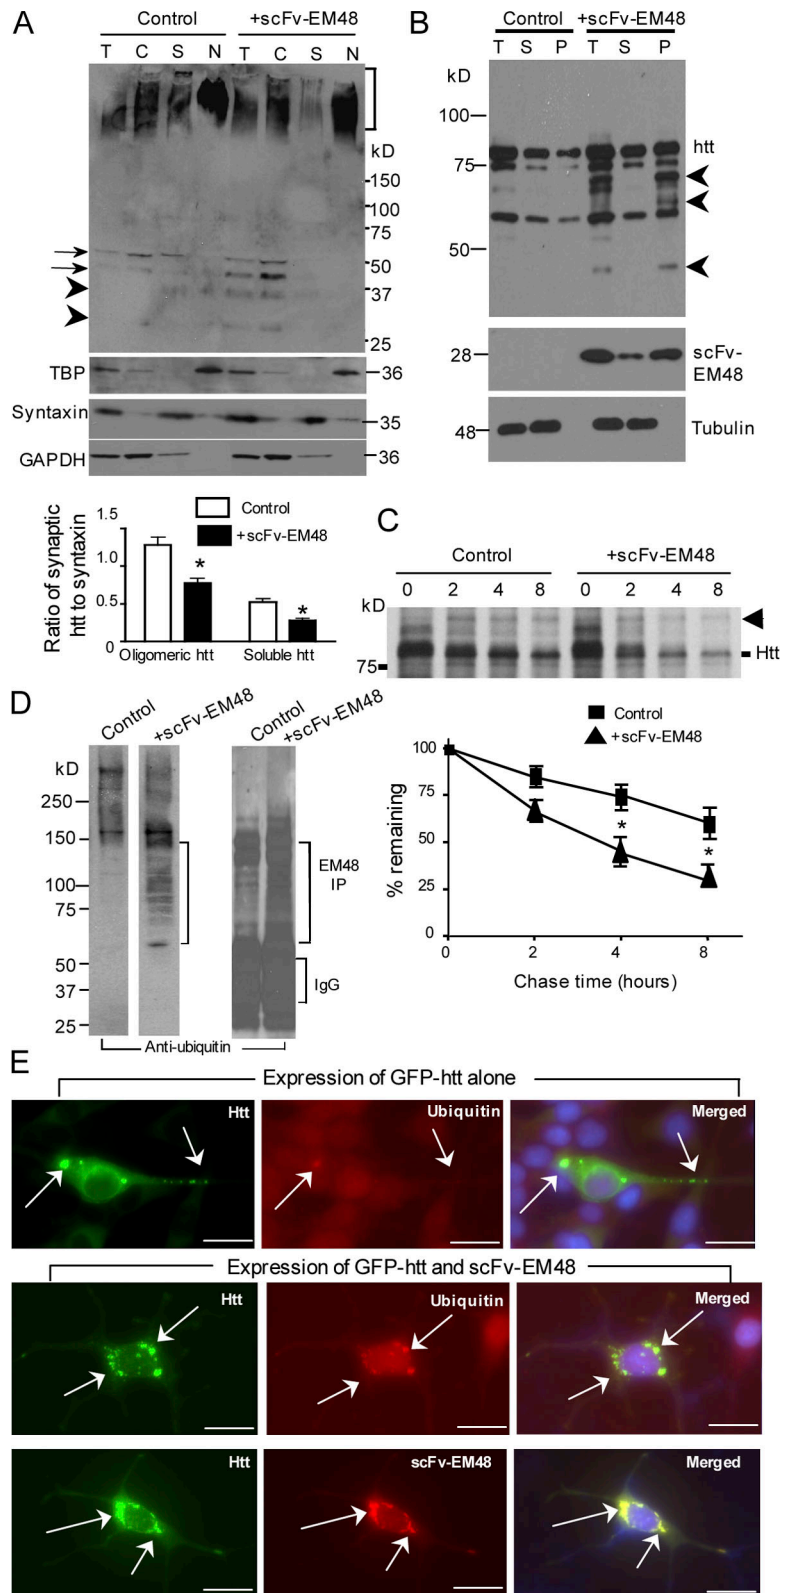 A
Control
+scFv-EM48
T C S N T C S N
kD
150
100
75
50
37
25
TBP
36
Syntaxin
35
GAPDH
36
Control
+scFv-EM48
Ratio of synaptic
htt to syntaxin
1.5
1.0
0.5
0
*
*
Oligomeric htt
Soluble htt
B
Control
+scFv-EM48
T S P T S P
kD
100
75
50
htt
28
scFv-
EM48
48
Tubulin
C
Control
+scFv-EM48
0 2 4 8 0 2 4 8
kD
75
Htt
Control
+scFv-EM48
% remaining
100
75
50
25
0
*
*
0 2 4 8
Chase time (hours)
D
Control
+scFv-EM48
Control
+scFv-EM48
kD
250
150
100
75
50
37
25
EM48
IP
IgG
Anti-ubiquitin
E
Expression of GFP-htt alone
Htt
Ubiquitin
Merged
Expression of GFP-htt and scFv-EM48
Htt
Ubiquitin
Merged
Htt
scFv-EM48
Merged